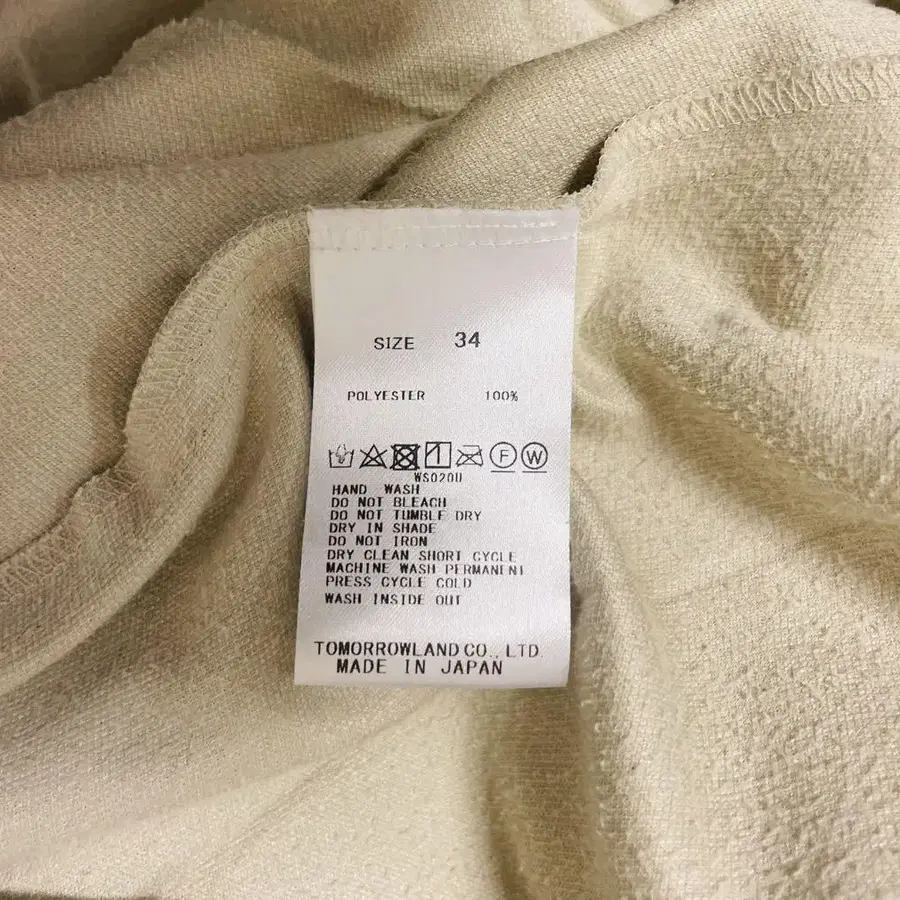 SIZE 34
POLYESTER 100%
F W
WS020U
HAND WASH
DO NOT BLEACH
DO NOT TUMBLE DRY
DRY IN SHADE
DO NOT IRON
DRY CLEAN SHORT CYCLE
MACHINE WASH PERMANENT
PRESS CYCLE COLD
WASH INSIDE OUT
TOMORROWLAND CO., LTD.
MADE IN JAPAN